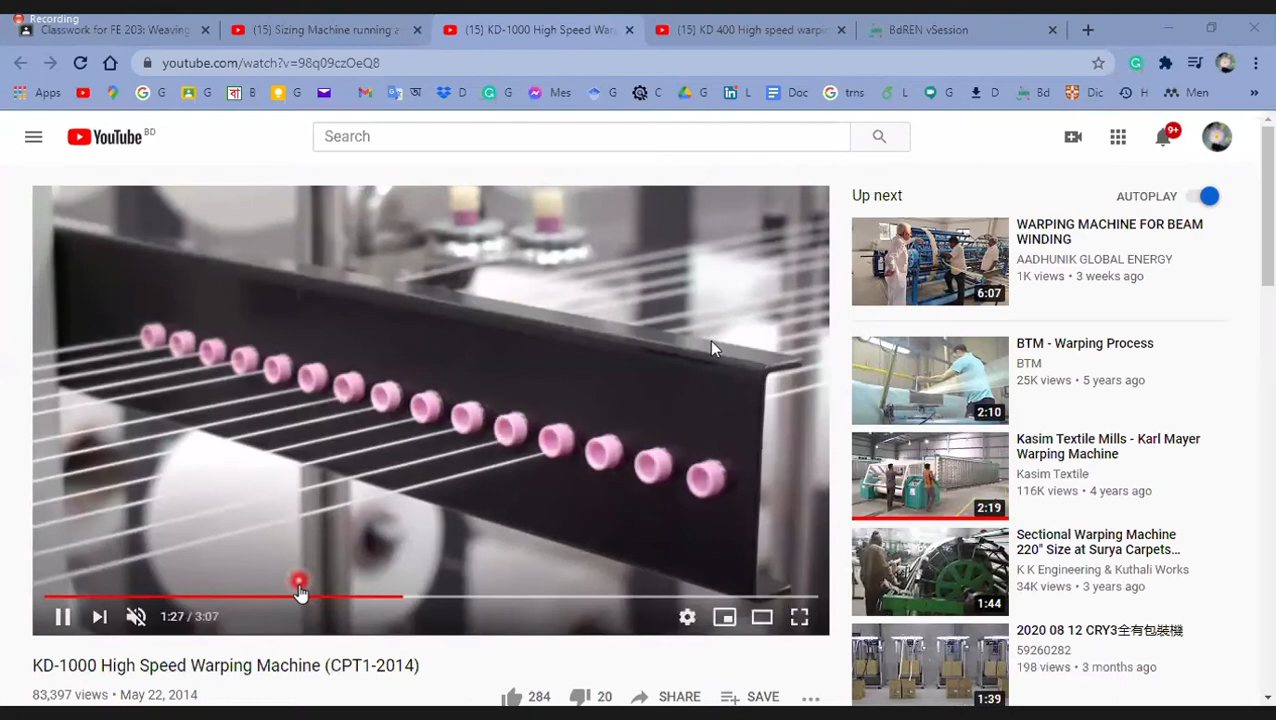 Recording
Classwork for FE 203: Weaving
(15) Sizing Machine running
(15) KD-1000 High Speed War
(15) KD 400 High speed warpi
BdREN vSession
youtube.com/watch?v=98q09czOeQ8
Apps G G বা B G অ D G Mes G C G L Doc trns L G D Bd Dic H Men »
YouTube BD
Search
9+
1:27 / 3:07
KD-1000 High Speed Warping Machine (CPT1-2014)
83,397 views • May 22, 2014
284
20
SHARE
SAVE
Up next
AUTOPLAY
WARPING MACHINE FOR BEAM
WINDING
AADHUNIK GLOBAL ENERGY
1K views • 3 weeks ago
6:07
BTM - Warping Process
BTM
25K views • 5 years ago
2:10
Kasim Textile Mills - Karl Mayer
Warping Machine
Kasim Textile
116K views • 4 years ago
2:19
Sectional Warping Machine
220" Size at Surya Carpets...
K K Engineering & Kuthali Works
34K views • 3 years ago
1:44
2020 08 12 CRY3全有包裝機
59260282
198 views • 3 months ago
1:39